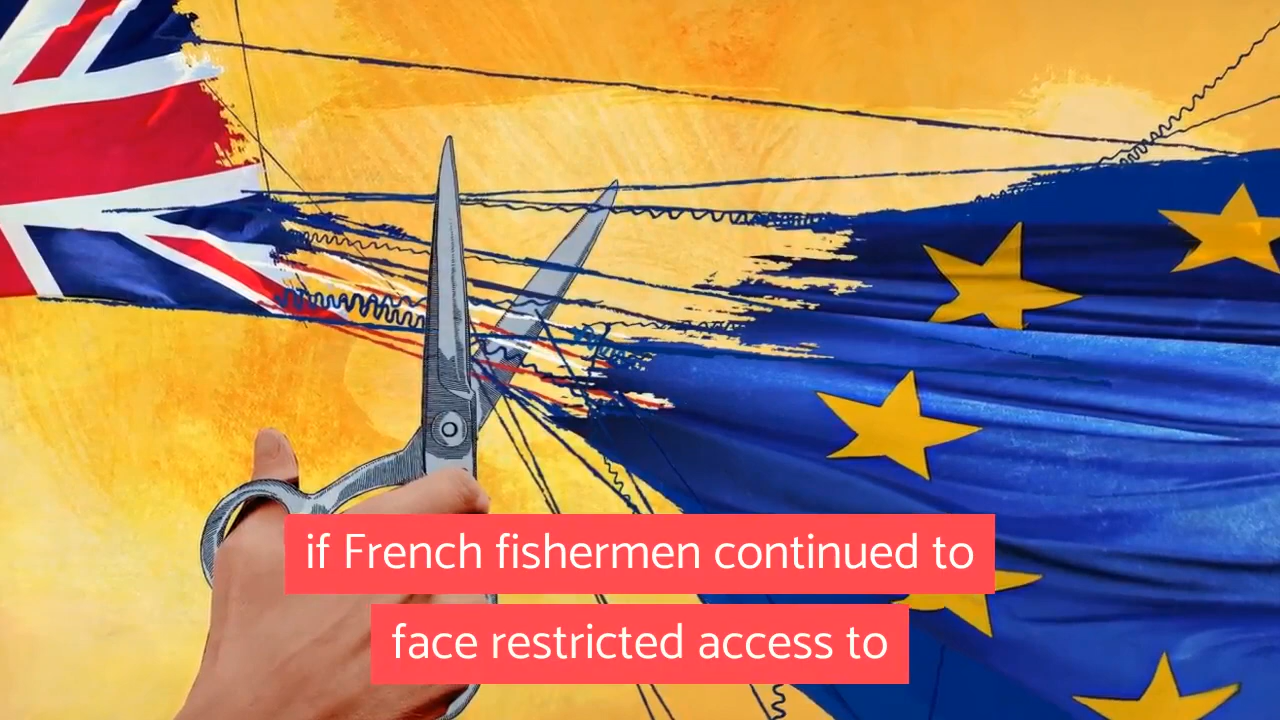 if French fishermen continued to
face restricted access to